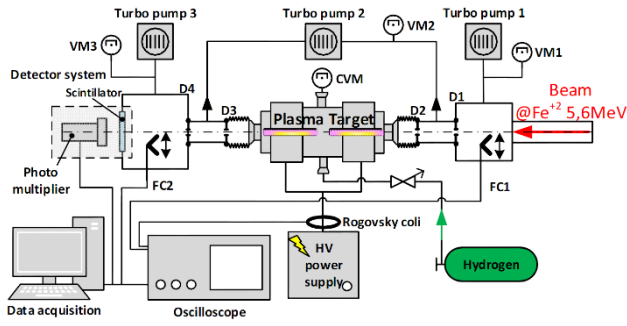 Turbo pump 3
Turbo pump 2
Turbo pump 1
VM3
VM2
VM1
Detector system
Scintillator
D4
D3
CVM
D2
D1
Plasma Target
Beam
@Fe+2 5,6MeV
Photo
multiplier
FC2
FC1
Rogovsky coli
HV
power
supply
Hydrogen
Data acquisition
Oscilloscope